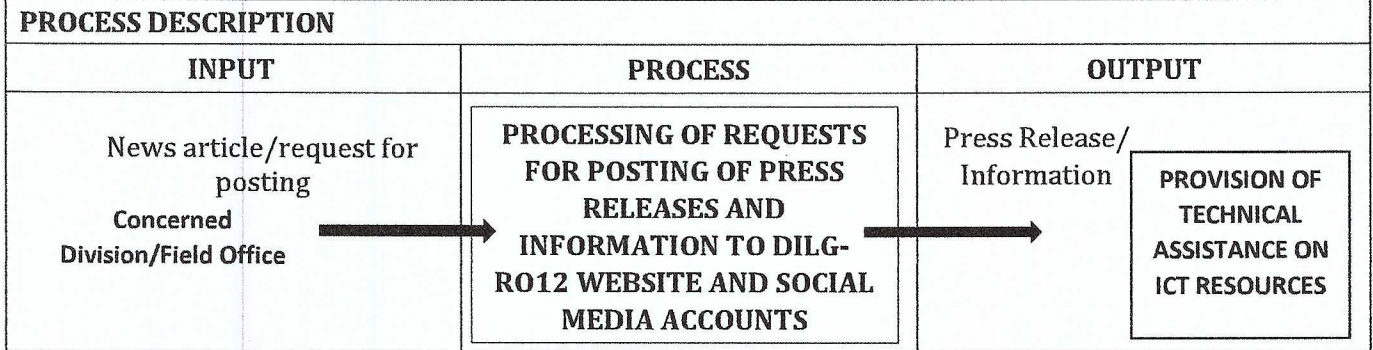 PROCESS DESCRIPTION
INPUT
PROCESS
OUTPUT
News article/request for
posting
Concerned
Division/Field Office
PROCESSING OF REQUESTS
FOR POSTING OF PRESS
RELEASES AND
INFORMATION TO DILG-
RO12 WEBSITE AND SOCIAL
MEDIA ACCOUNTS
Press Release/
Information
PROVISION OF
TECHNICAL
ASSISTANCE ON
ICT RESOURCES